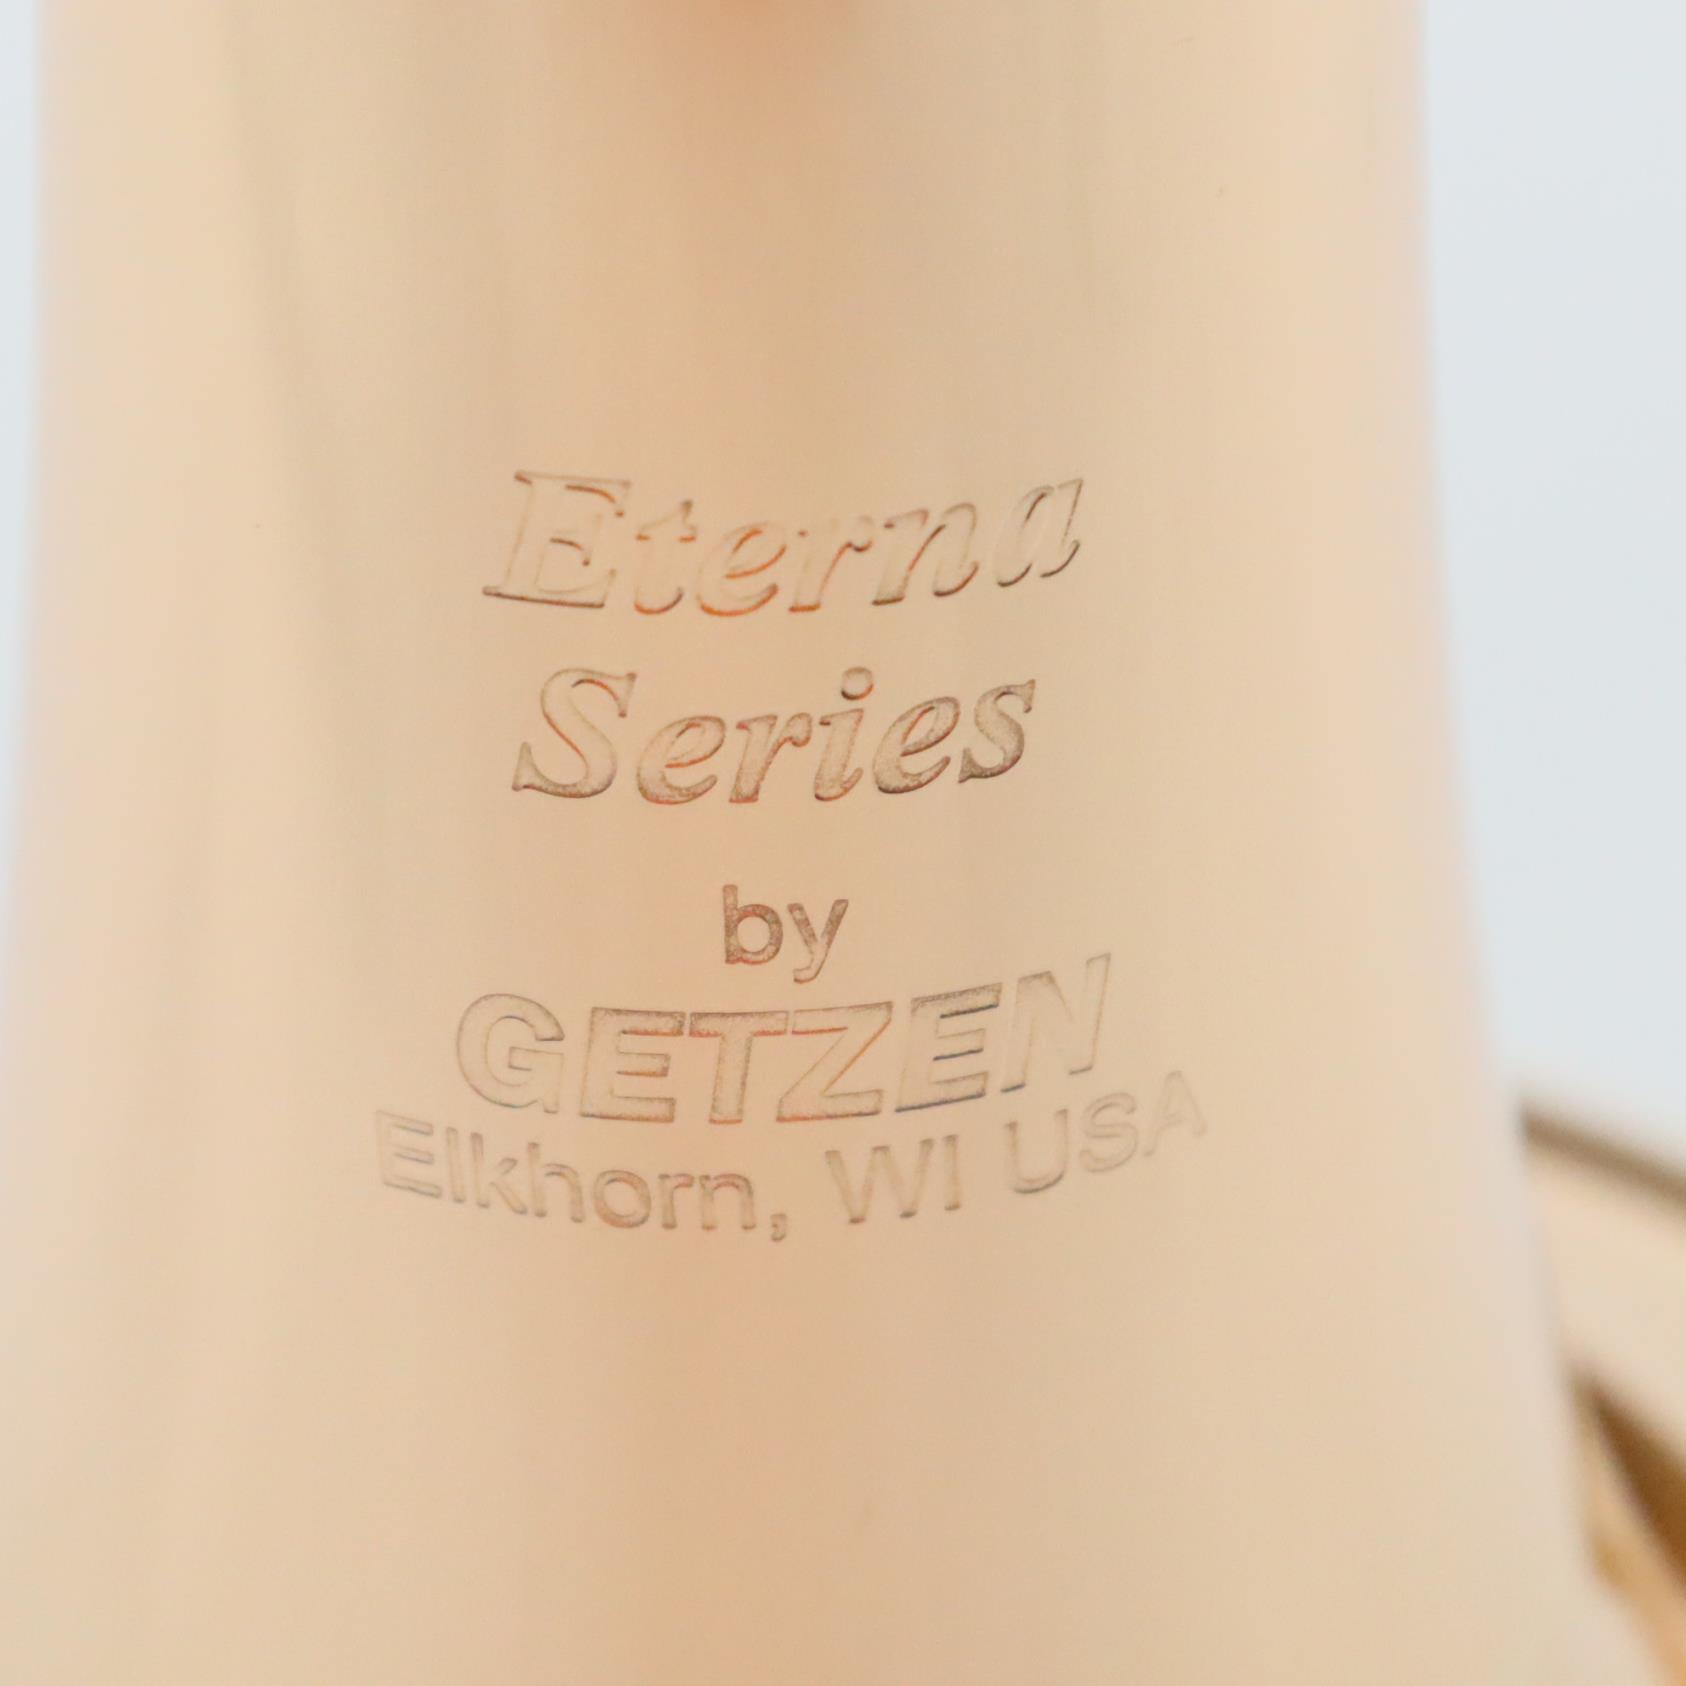 Eterna
Series
by
GETZEN
Elkhorn, WI USA